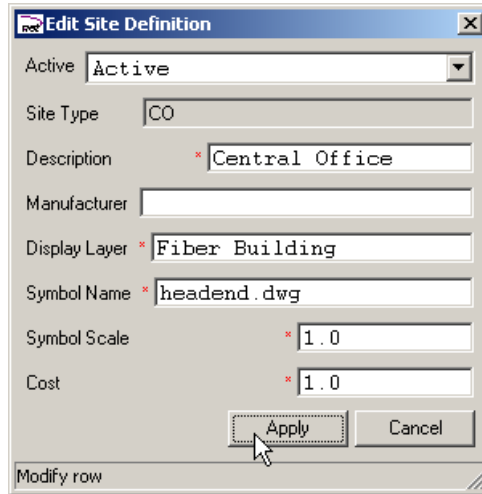 Edit Site Definition
Active Active
Site Type CO
Description * Central Office
Manufacturer
Display Layer * Fiber Building
Symbol Name * headend.dwg
Symbol Scale * 1.0
Cost * 1.0
Apply Cancel
Modify row